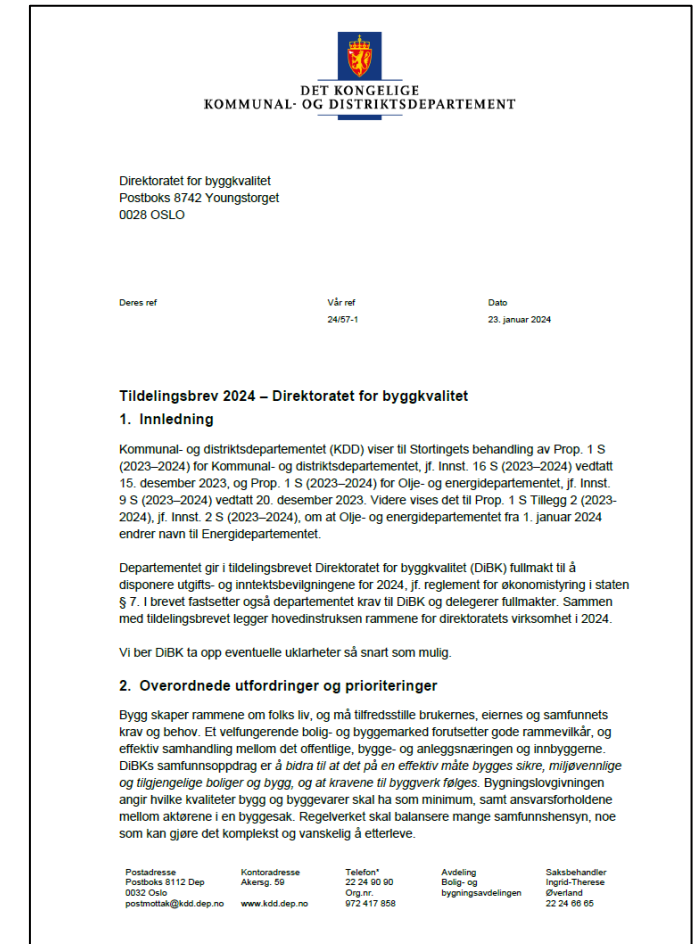 DET KONGELIGE
KOMMUNAL- OG DISTRIKTSDEPARTEMENT
Direktoratet for byggkvalitet
Postboks 8742 Youngstorget
0028 OSLO
Deres ref
Vår ref
Dato
24/57-1
23. januar 2024
Tildelingsbrev 2024 – Direktoratet for byggkvalitet
1. Innledning
Kommunal- og distriktsdepartementet (KDD) viser til Stortingets behandling av Prop. 1 S
(2023–2024) for Kommunal- og distriktsdepartementet, jf. Innst. 16 S (2023–2024) vedtatt
15. desember 2023, og Prop. 1 S (2023–2024) for Olje- og energidepartementet, jf. Innst.
9 S (2023–2024) vedtatt 20. desember 2023. Videre vises det til Prop. 1 S Tillegg 2 (2023-
2024), jf. Innst. 2 S (2023–2024), om at Olje- og energidepartementet fra 1. januar 2024
endrer navn til Energidepartementet.
Departementet gir i tildelingsbrevet Direktoratet for byggkvalitet (DiBK) fullmakt til å
disponere utgifts- og inntektsbevilgningene for 2024, jf. reglement for økonomistyring i staten
§ 7. I brevet fastsetter også departementet krav til DiBK og delegerer fullmakter. Sammen
med tildelingsbrevet legger hovedinstruksen rammene for direktoratets virksomhet i 2024.
Vi ber DiBK ta opp eventuelle uklarheter så snart som mulig.
2. Overordnede utfordringer og prioriteringer
Bygg skaper rammene om folks liv, og må tilfredsstille brukernes, eiernes og samfunnets
krav og behov. Et velfungerende bolig- og byggemarked forutsetter gode rammevilkår, og
effektiv samhandling mellom det offentlige, bygge- og anleggsnæringen og innbyggerne.
DiBKs samfunnsoppdrag er å bidra til at det på en effektiv måte bygges sikre, miljøvennlige
og tilgjengelige boliger og bygg, og at kravene til byggverk følges. Bygningslovgivningen
angir hvilke kvaliteter bygg og byggevarer skal ha som minimum, samt ansvarsforholdene
mellom aktørene i en byggesak. Regelverket skal balansere mange samfunnshensyn, noe
som kan gjøre det komplekst og vanskelig å etterleve.
Postadresse
Postboks 8112 Dep
0032 Oslo
postmottak@kdd.dep.no
Kontoradresse
Akersg. 59
www.kdd.dep.no
Telefon*
22 24 90 90
Org.nr.
972 417 858
Avdeling
Bolig- og
bygningsavdelingen
Saksbehandler
Ingrid-Therese
Øverland
22 24 66 65